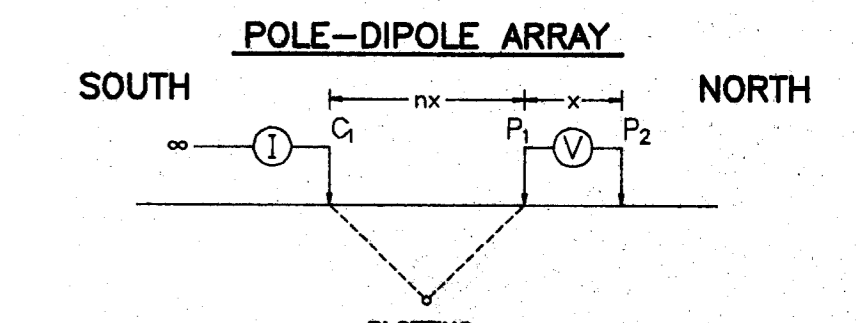 POLE-DIPOLE ARRAY
SOUTH
nx
x
NORTH
∞
I
C1
P1
V
P2